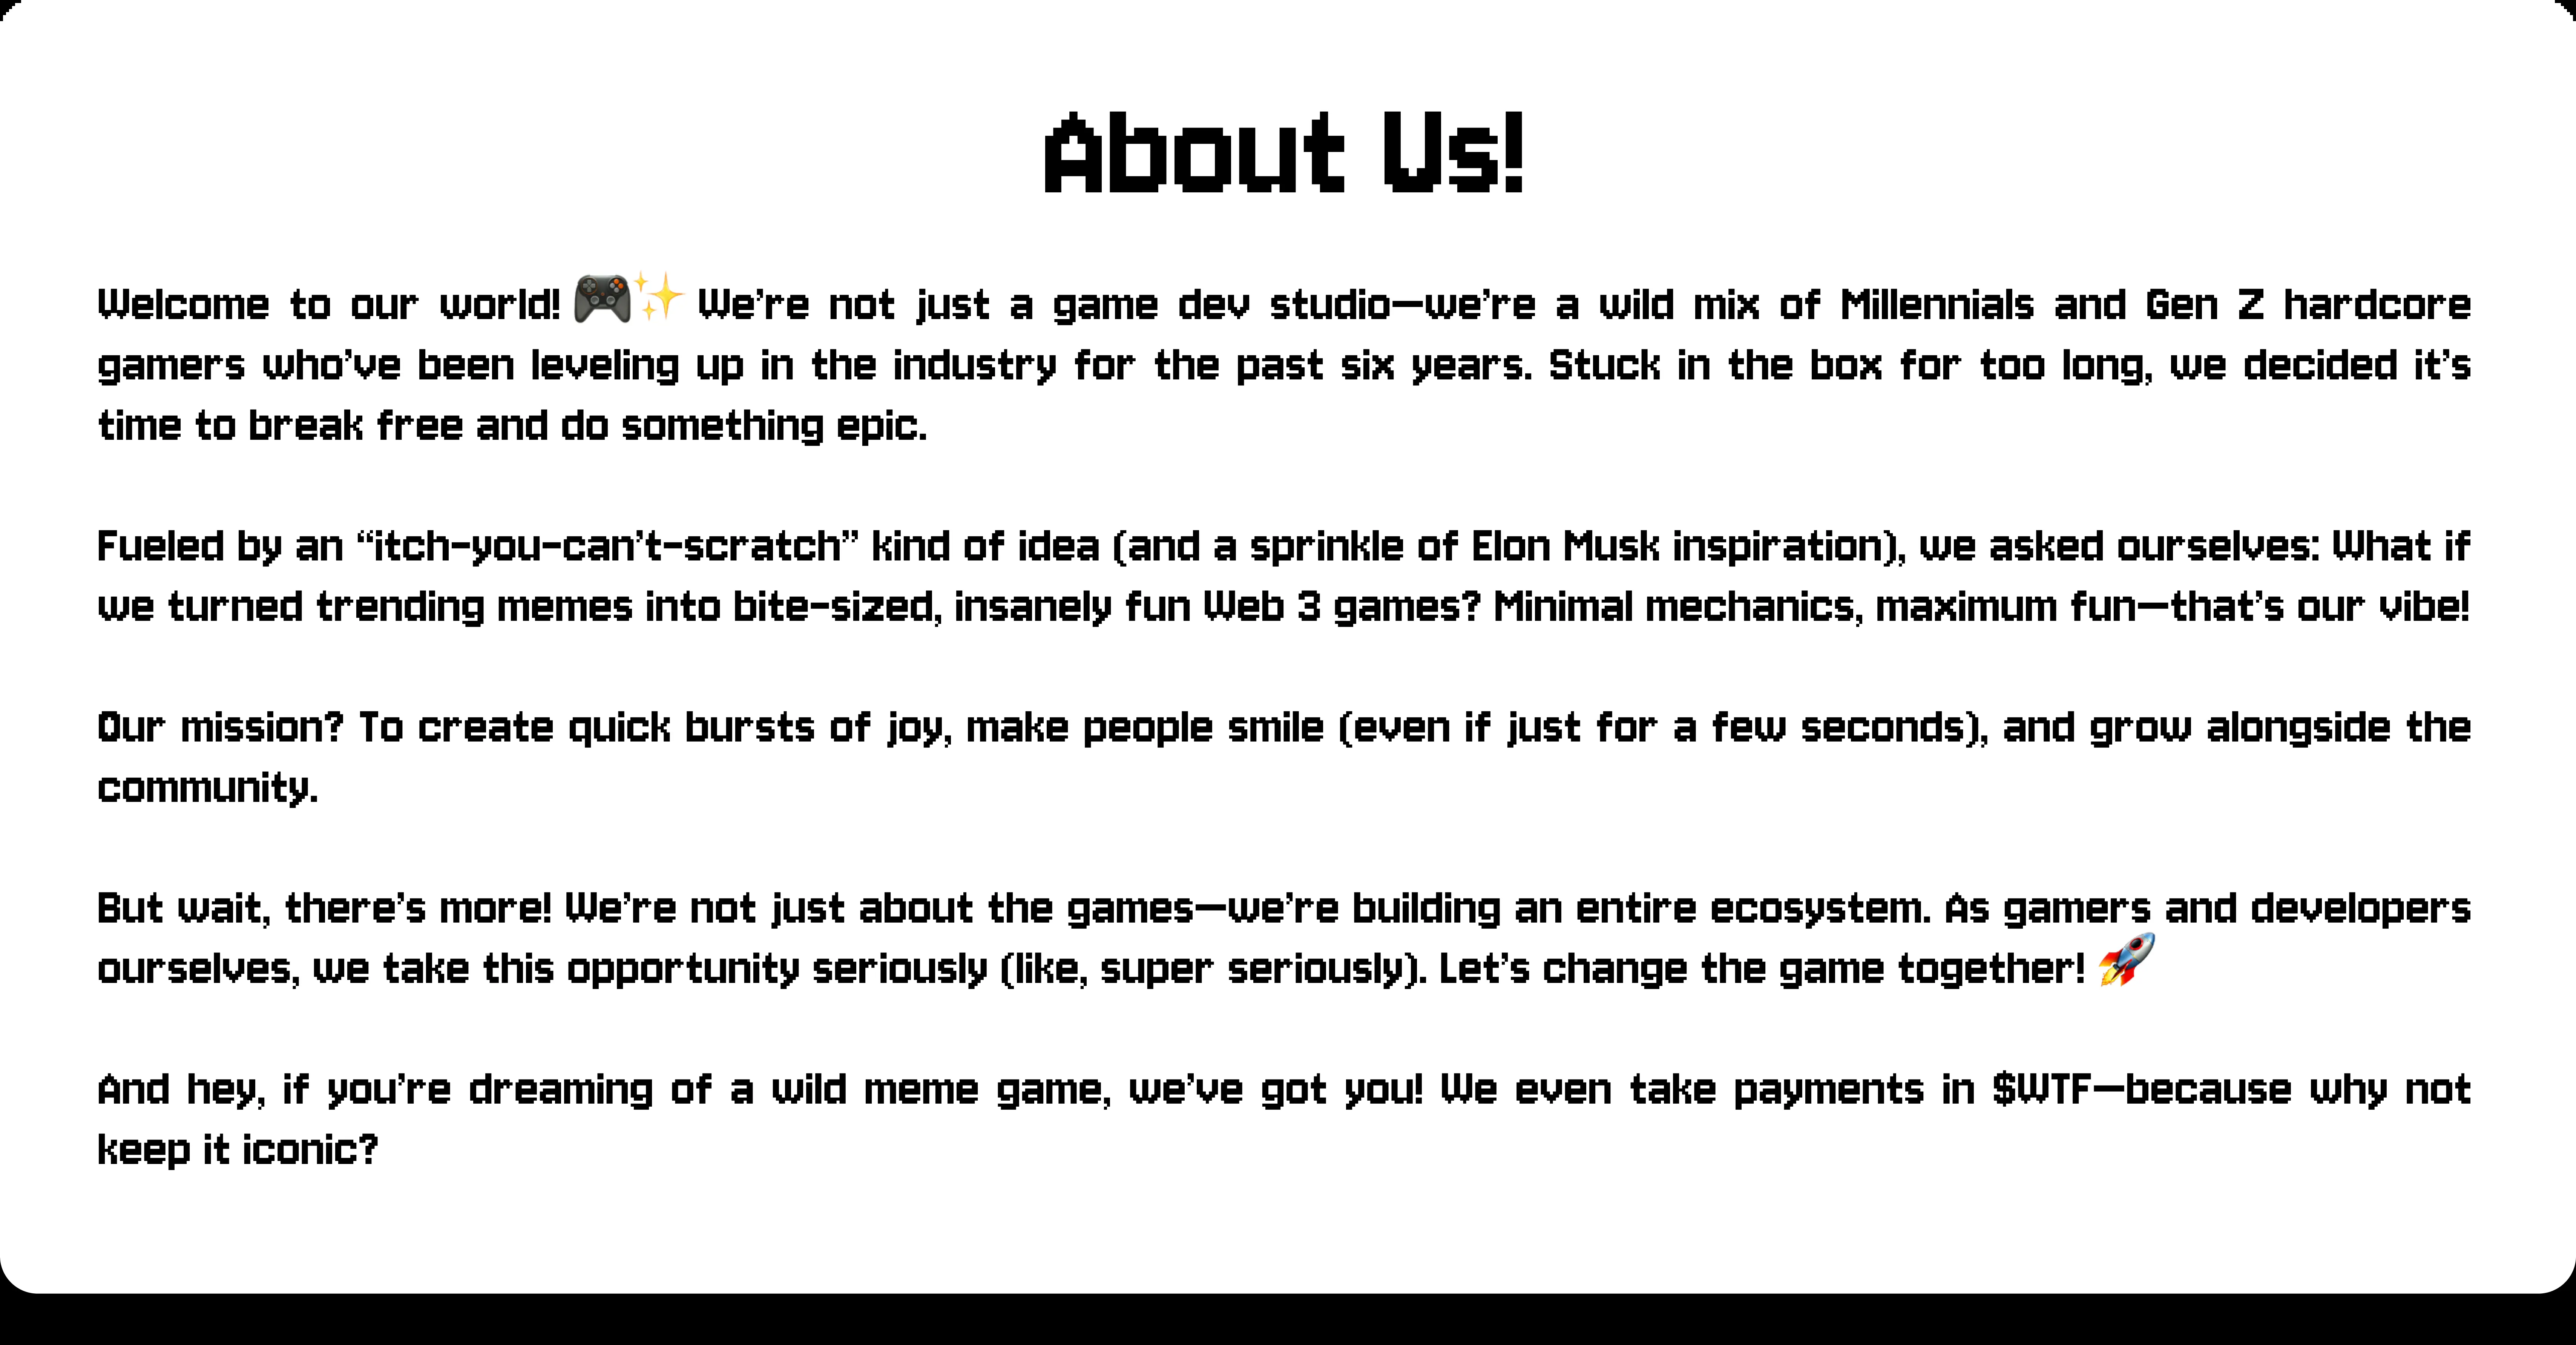 About Us!
Welcome to our world! 🎮✨ We’re not just a game dev studio—we’re a wild mix of Millennials and Gen Z hardcore
gamers who’ve been leveling up in the industry for the past six years. Stuck in the box for too long, we decided it’s
time to break free and do something epic.
Fueled by an “itch-you-can’t-scratch” kind of idea (and a sprinkle of Elon Musk inspiration), we asked ourselves: What if
we turned trending memes into bite-sized, insanely fun Web 3 games? Minimal mechanics, maximum fun—that’s our vibe!
Our mission? To create quick bursts of joy, make people smile (even if just for a few seconds), and grow alongside the
community.
But wait, there’s more! We’re not just about the games—we’re building an entire ecosystem. As gamers and developers
ourselves, we take this opportunity seriously (like, super seriously). Let’s change the game together! 🚀
And hey, if you’re dreaming of a wild meme game, we’ve got you! We even take payments in $WTF—because why not
keep it iconic?